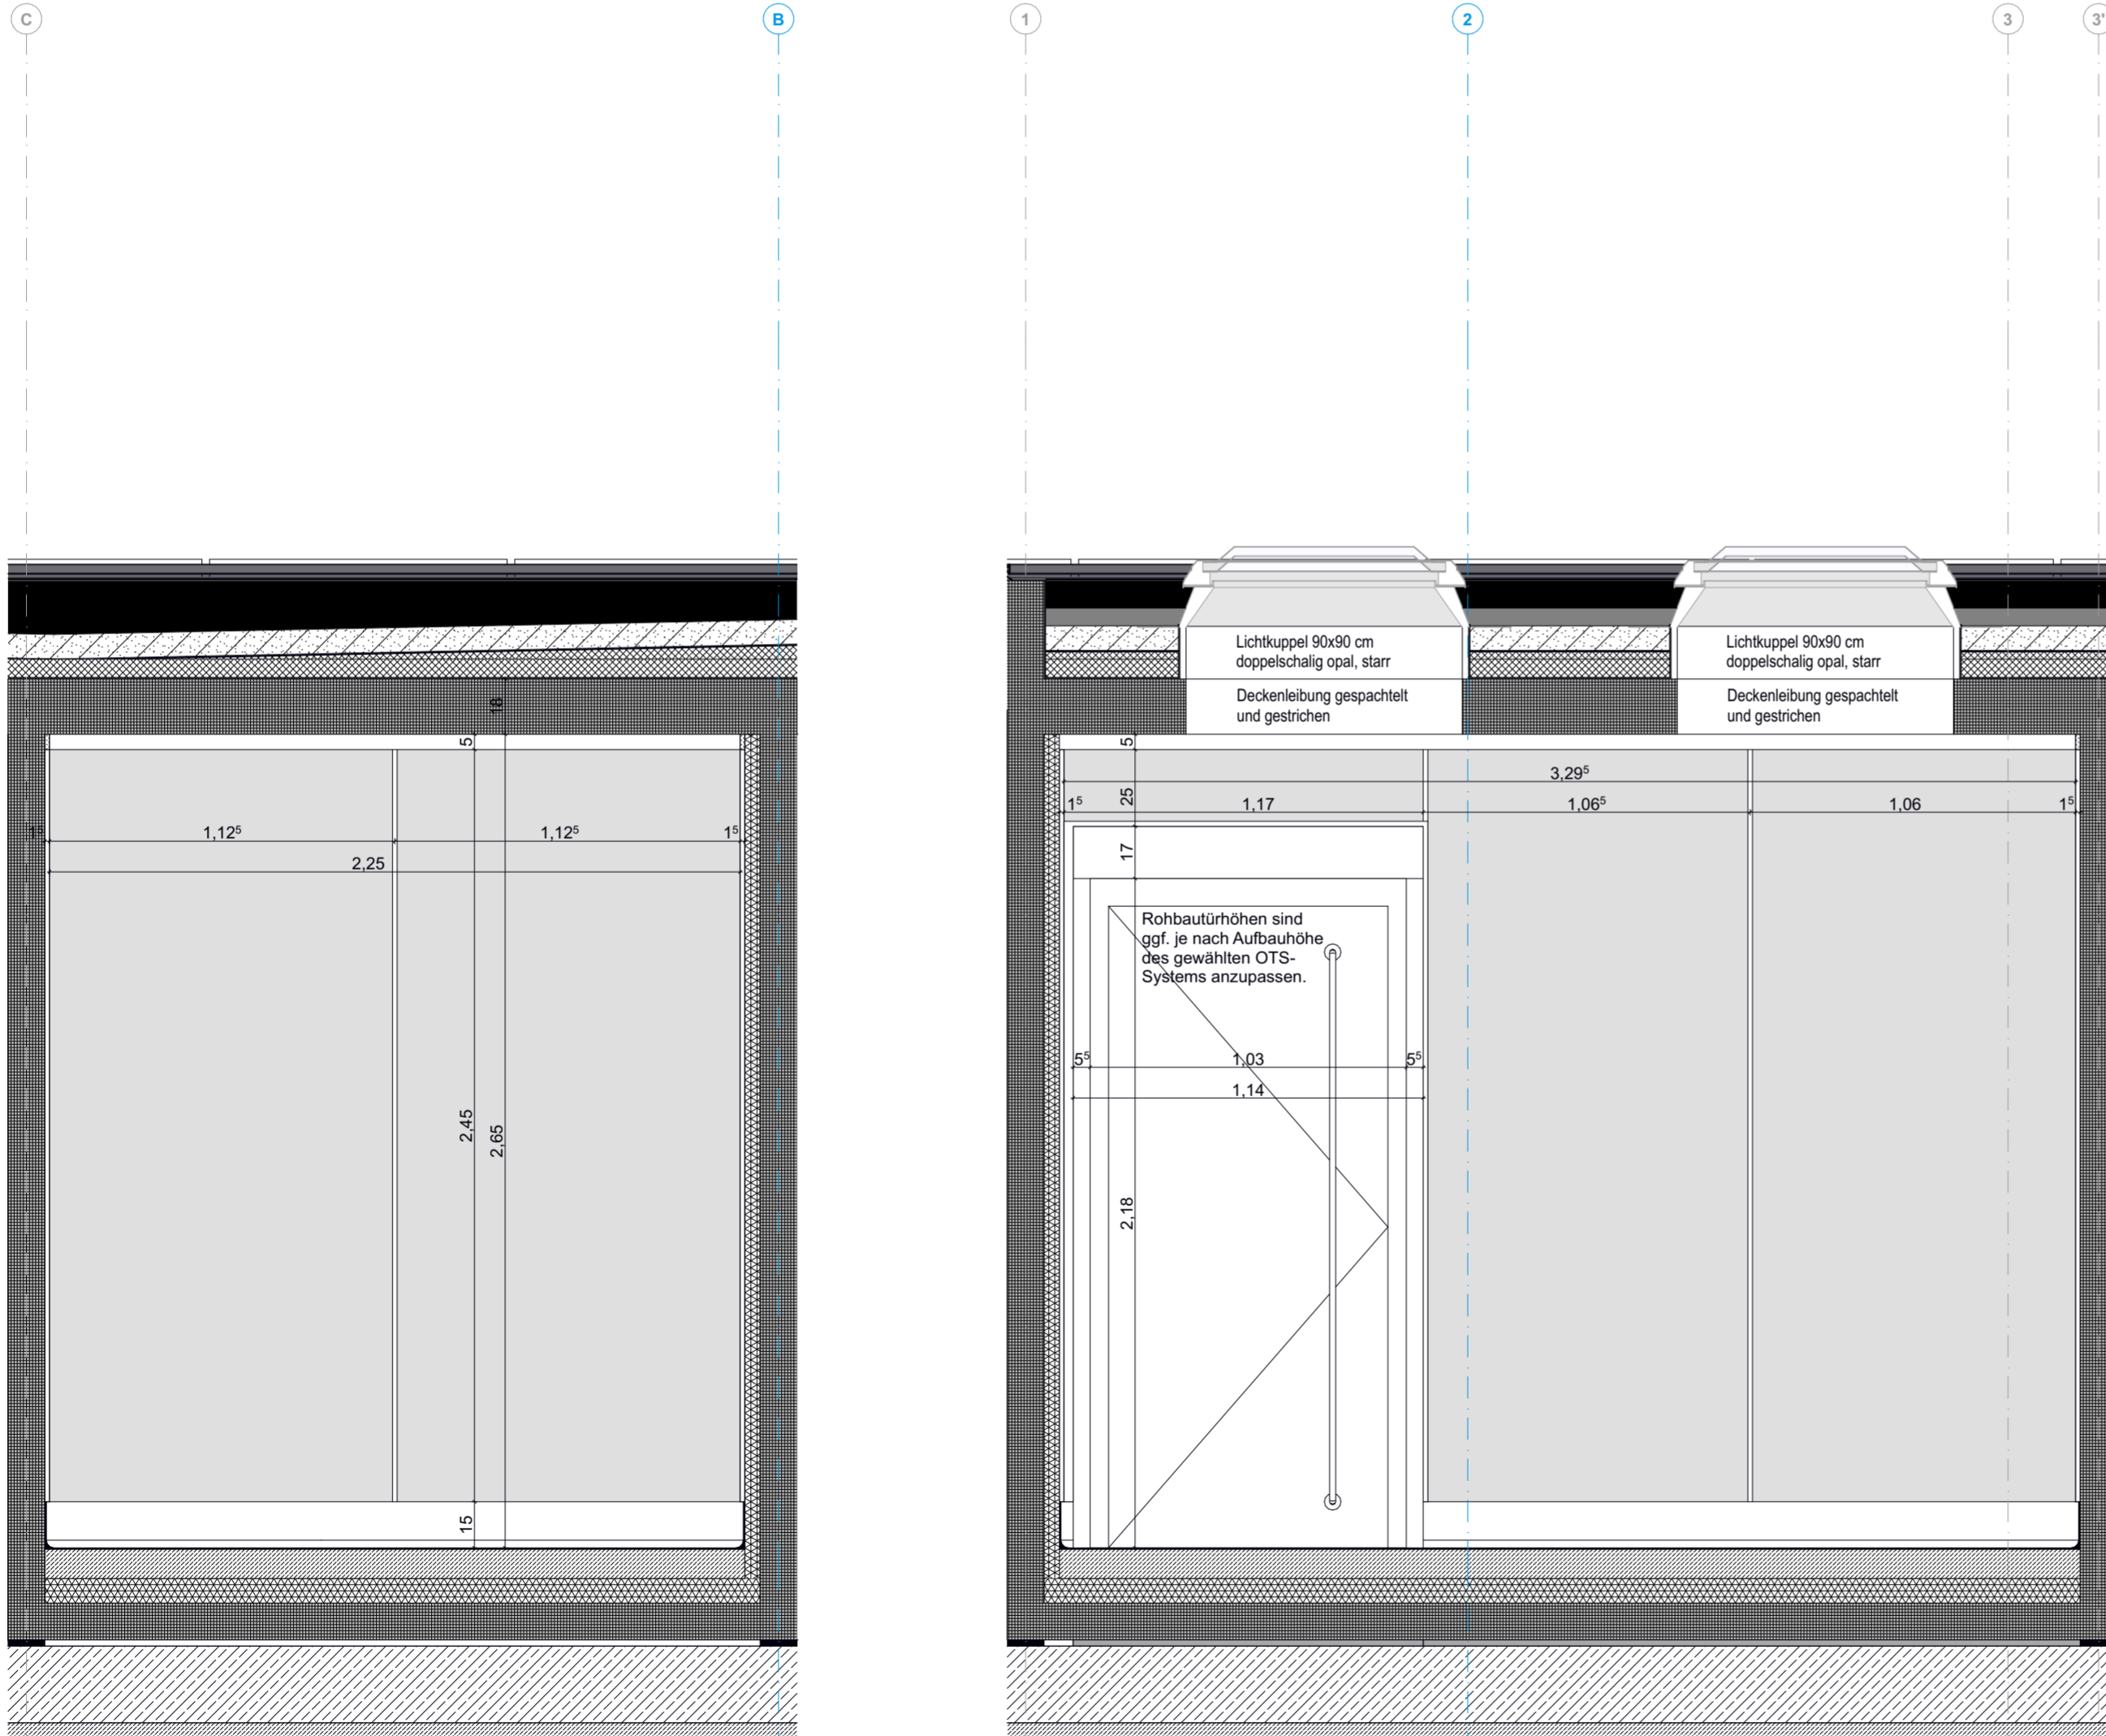 C
B
1
2
3
3'
Lichtkuppel 90x90 cm
doppelschalig opal, starr
Deckenleibung gespachtelt
und gestrichen
Lichtkuppel 90x90 cm
doppelschalig opal, starr
Deckenleibung gespachtelt
und gestrichen
18
5
1⁵
1,12⁵
1,12⁵
1⁵
2,25
2,45
2,65
15
5
3,29⁵
1⁵
25
1,17
1,06⁵
1,06
1⁵
17
Rohbautürhöhen sind
ggf. je nach Aufbauhöhe
des gewählten OTS-
Systems anzupassen.
5⁵
1,03
5⁵
1,14
2,18